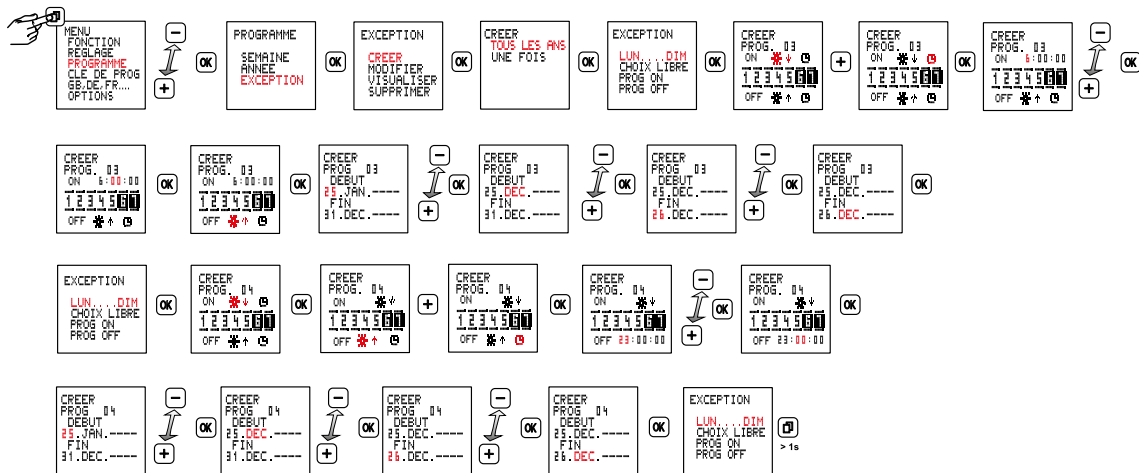 MENU
FONCTION
REGLAGE
PROGRAMME
CLE DE PROG
GB,DE,FR....
OPTIONS
−
+
OK
PROGRAMME
SEMAINE
ANNEE
EXCEPTION
OK
EXCEPTION
CREER
MODIFIER
VISUALISER
SUPPRIMER
OK
CREER
TOUS LES ANS
UNE FOIS
OK
EXCEPTION
LUN....DIM
CHOIX LIBRE
PROG ON
PROG OFF
OK
CREER
PROG. 03
ON ↓
1 2 3 4 5 6 7
OFF ↑
+
CREER
PROG. 03
ON ↓
1 2 3 4 5 6 7
OFF ↑
OK
CREER
PROG. 03
ON 6:00:00
1 2 3 4 5 6 7
OFF ↑
−
+
OK
CREER
PROG. 03
ON 6:00:00
1 2 3 4 5 6 7
OFF ↑
OK
CREER
PROG. 03
ON 6:00:00
1 2 3 4 5 6 7
OFF ↑
OK
CREER
PROG 03
DEBUT
25.JAN.----
FIN
31.DEC.----
−
+
OK
CREER
PROG 03
DEBUT
25.DEC.----
FIN
31.DEC.----
−
+
OK
CREER
PROG 03
DEBUT
25.DEC.----
FIN
26.DEC.----
−
+
OK
CREER
PROG 03
DEBUT
25.DEC.----
FIN
26.DEC.----
OK
EXCEPTION
LUN....DIM
CHOIX LIBRE
PROG ON
PROG OFF
OK
CREER
PROG. 04
ON ↓
1 2 3 4 5 6 7
OFF ↑
OK
CREER
PROG. 04
ON ↓
1 2 3 4 5 6 7
OFF ↑
+
CREER
PROG. 04
ON ↓
1 2 3 4 5 6 7
OFF ↑
OK
CREER
PROG. 04
ON ↓
1 2 3 4 5 6 7
OFF 23:00:00
−
+
OK
CREER
PROG. 04
ON ↓
1 2 3 4 5 6 7
OFF 23:00:00
OK
CREER
PROG 04
DEBUT
25.JAN.----
FIN
31.DEC.----
−
+
OK
CREER
PROG 04
DEBUT
25.DEC.----
FIN
31.DEC.----
−
+
OK
CREER
PROG 04
DEBUT
25.DEC.----
FIN
26.DEC.----
−
+
OK
CREER
PROG 04
DEBUT
25.DEC.----
FIN
26.DEC.----
OK
EXCEPTION
LUN....DIM
CHOIX LIBRE
PROG ON
PROG OFF
> 1s